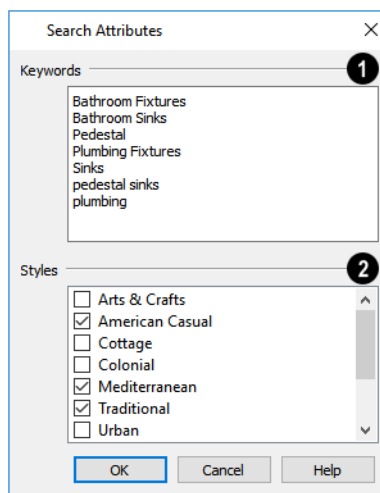 Search Attributes
Keywords
1
Bathroom Fixtures
Bathroom Sinks
Pedestal
Plumbing Fixtures
Sinks
pedestal sinks
plumbing
Styles
2
Arts & Crafts
American Casual
Cottage
Colonial
Mediterranean
Traditional
Urban
OK Cancel Help